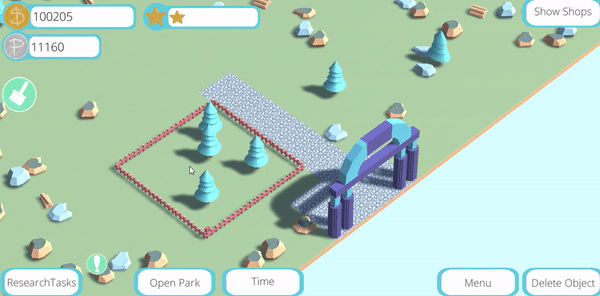 100205
Show Shops
11160
ResearchTasks
Open Park
Time
Menu
Delete Object